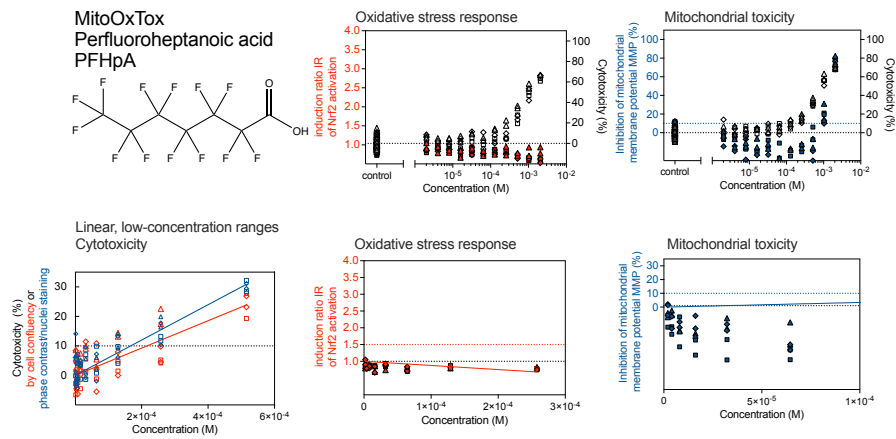 MitoOxTox
Perfluoroheptanoic acid
PFHpA
F F F F F
F
F
O
OH
F F F F F F
Oxidative stress response
induction ratio IR
of Nrf2 activation
4.0
3.5
3.0
2.5
2.0
1.5
1.0
100
80
60
40
20
0
Cytotoxicity (%)
control
10-5 10-4 10-3 10-2
Concentration (M)
Mitochondrial toxicity
Inhibition of mitochondrial
membrane potential MMP (%)
100
80
60
40
20
10
0
100
80
60
40
20
0
Cytotoxicity (%)
control
10-5 10-4 10-3 10-2
Concentration (M)
Linear, low-concentration ranges
Cytotoxicity
Cytotoxicity (%)
by cell confluency or
phase contrast/nuclei staining
30
20
10
0
2×10-4 4×10-4 6×10-4
Concentration (M)
Oxidative stress response
induction ratio IR
of Nrf2 activation
4.0
3.5
3.0
2.5
2.0
1.5
1.0
0 1×10-4 2×10-4 3×10-4
Concentration (M)
Mitochondrial toxicity
Inhibition of mitochondrial
membrane potential MMP (%)
30
20
10
0
0 5×10-5 1×10-4
Concentration (M)